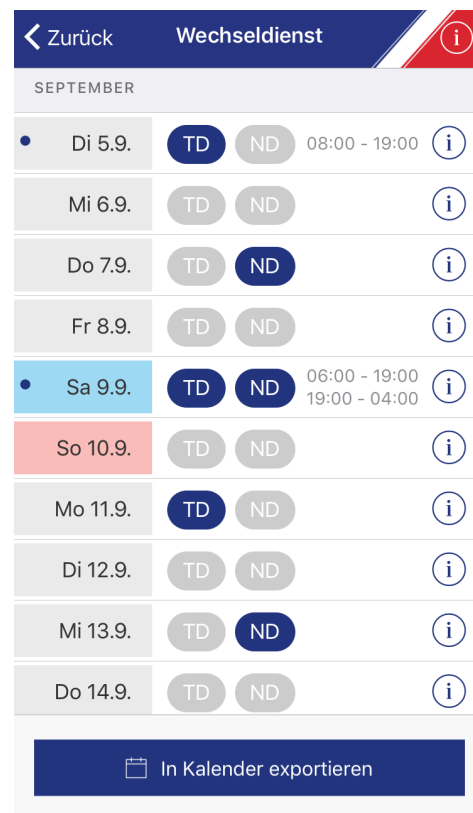 Zurück Wechseldienst i
SEPTEMBER
Di 5.9. TD ND 08:00 - 19:00 i
Mi 6.9. TD ND i
Do 7.9. TD ND i
Fr 8.9. TD ND i
Sa 9.9. TD ND 06:00 - 19:00 i
19:00 - 04:00
So 10.9. TD ND i
Mo 11.9. TD ND i
Di 12.9. TD ND i
Mi 13.9. TD ND i
Do 14.9. TD ND i
In Kalender exportieren